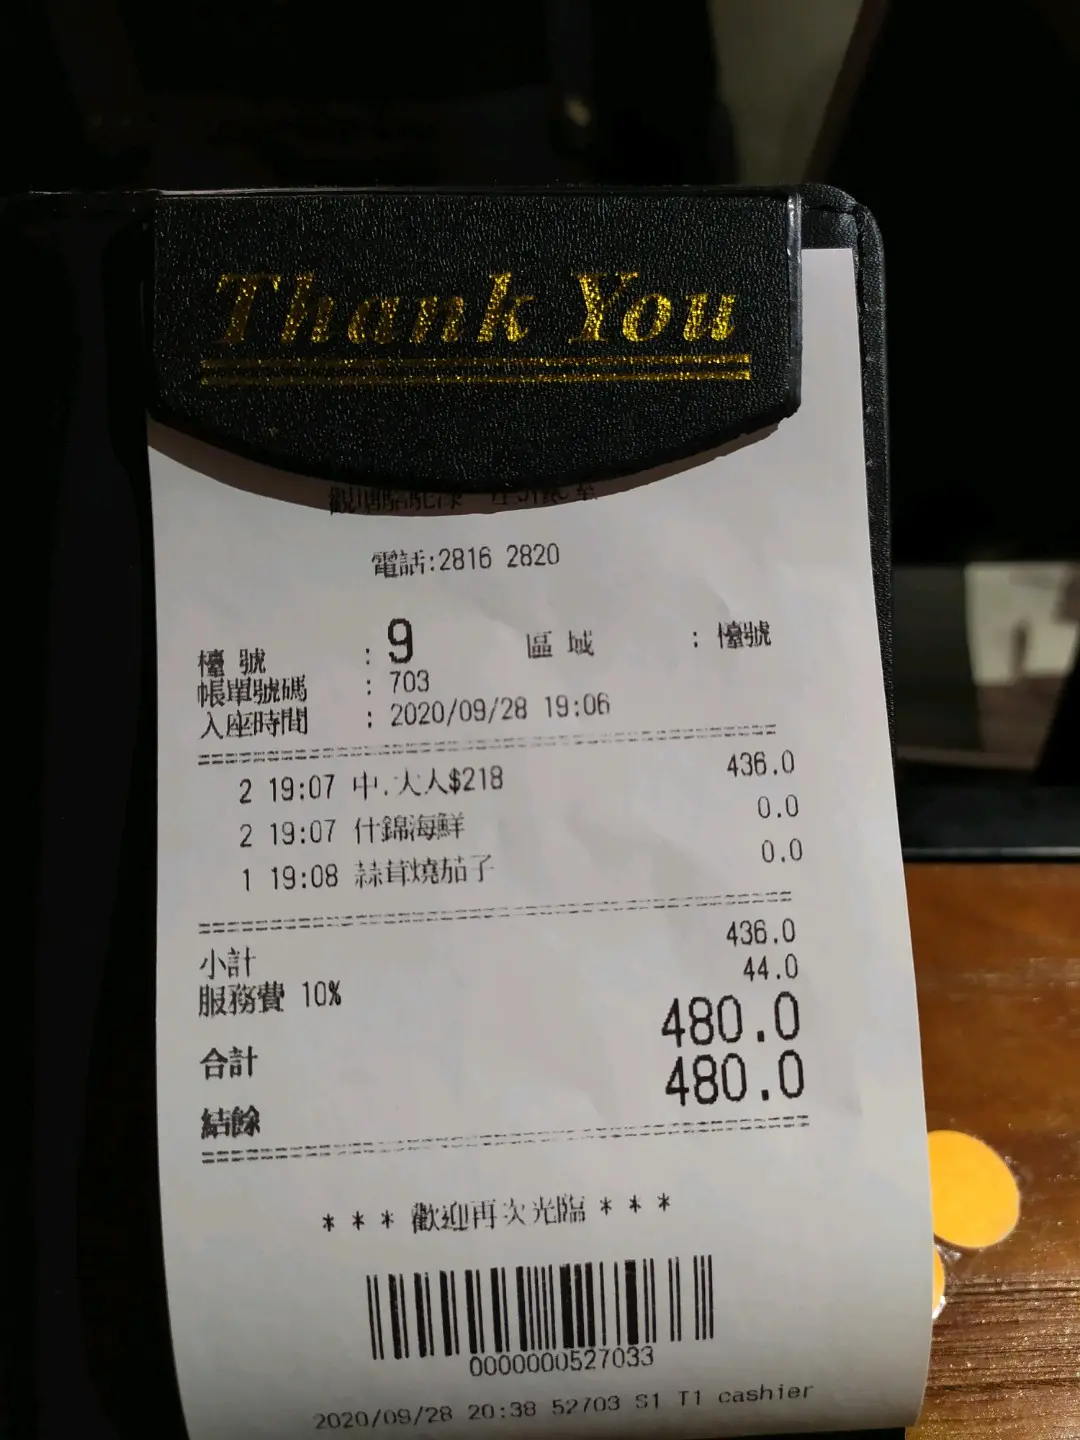 Thank You
電話:2816 2820
檯號 : 9 區域 : 檯號
帳單號碼 : 703
入座時間 : 2020/09/28 19:06
2 19:07 中.大人$218 436.0
2 19:07 什錦海鮮 0.0
1 19:08 蒜茸燒茄子 0.0
小計 436.0
服務費 10% 44.0
合計 480.0
結餘 480.0
* * * 歡迎再次光臨 * * *
0000000527033
2020/09/28 20:38 52703 S1 T1 cashier